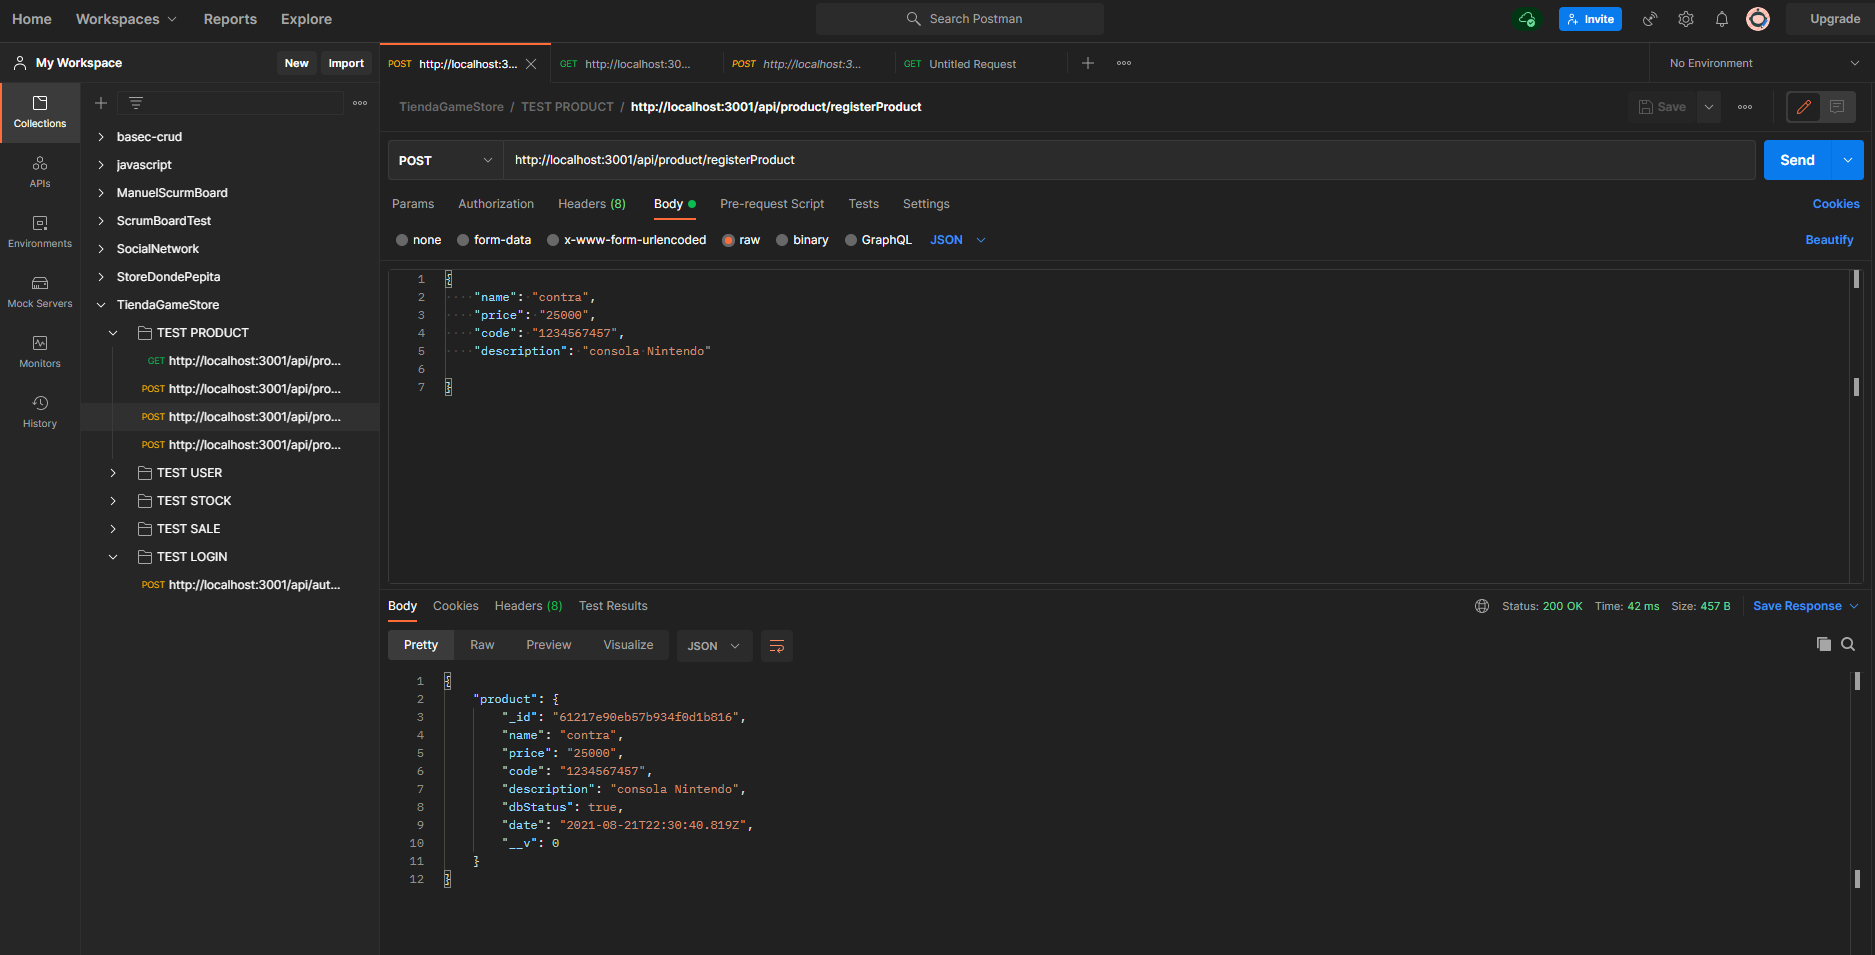 Home Workspaces Reports Explore Search Postman Invite Upgrade
My Workspace New Import
POST http://localhost:3... GET http://localhost:30... POST http://localhost:3... GET Untitled Request No Environment
Collections
APIs
Environments
Mock Servers
Monitors
History
basec-crud
javascript
ManuelScurmBoard
ScrumBoardTest
SocialNetwork
StoreDondePepita
TiendaGameStore
TEST PRODUCT
GET http://localhost:3001/api/pro...
POST http://localhost:3001/api/pro...
POST http://localhost:3001/api/pro...
POST http://localhost:3001/api/pro...
TEST USER
TEST STOCK
TEST SALE
TEST LOGIN
POST http://localhost:3001/api/aut...
TiendaGameStore / TEST PRODUCT / http://localhost:3001/api/product/registerProduct Save
POST http://localhost:3001/api/product/registerProduct Send
Params Authorization Headers (8) Body Pre-request Script Tests Settings Cookies
none form-data x-www-form-urlencoded raw binary GraphQL JSON Beautify
1 {
2 "name": "contra",
3 "price": "25000",
4 "code": "1234567457",
5 "description": "consola Nintendo"
6
7 }
Body Cookies Headers (8) Test Results Status: 200 OK Time: 42 ms Size: 457 B Save Response
Pretty Raw Preview Visualize JSON
1 {
2 "product": {
3 "_id": "61217e90eb57b934f0d1b816",
4 "name": "contra",
5 "price": "25000",
6 "code": "1234567457",
7 "description": "consola Nintendo",
8 "dbStatus": true,
9 "date": "2021-08-21T22:30:40.819Z",
10 "__v": 0
11 }
12 }